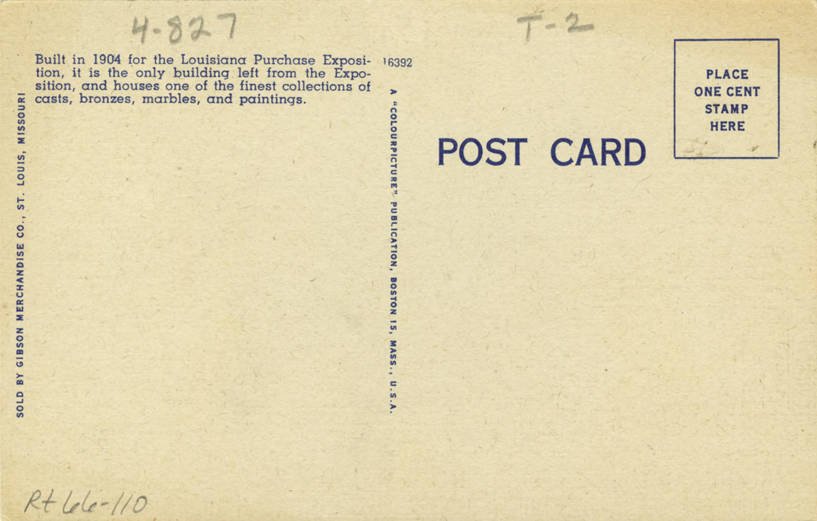 4-827
T-2
Built in 1904 for the Louisiana Purchase Exposi-
tion, it is the only building left from the Expo-
sition, and houses one of the finest collections of
casts, bronzes, marbles, and paintings.
16392
PLACE
ONE CENT
STAMP
HERE
POST CARD
SOLD BY GIBSON MERCHANDISE CO., ST. LOUIS, MISSOURI
A "COLOURPICTURE" PUBLICATION, BOSTON 15, MASS., U.S.A.
Rt 66-110